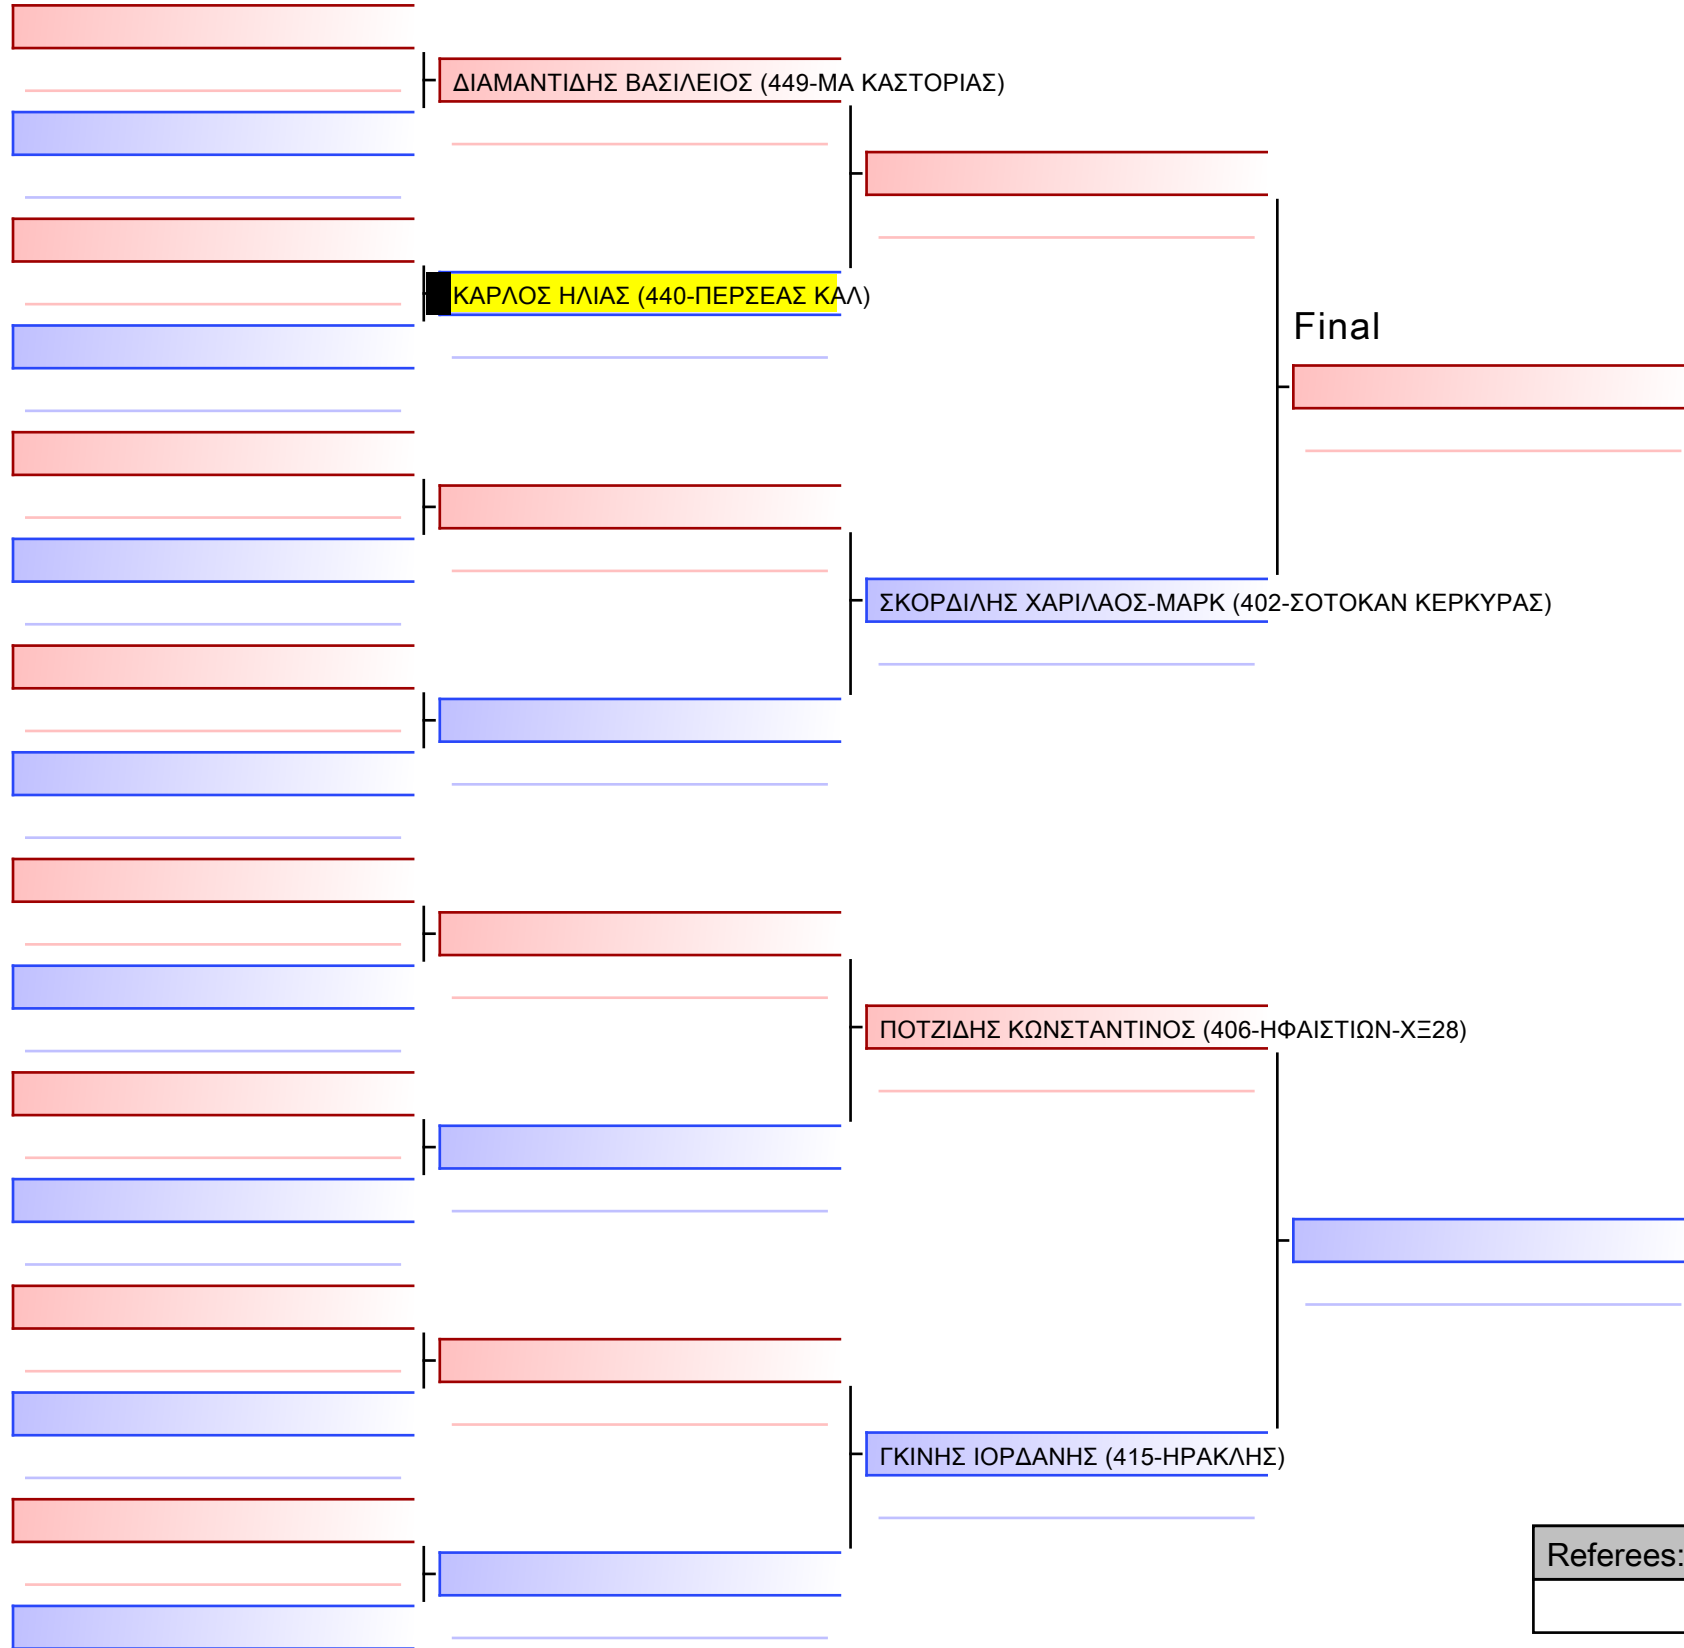 ΔΙΑΜΑΝΤΙΔΗΣ ΒΑΣΙΛΕΙΟΣ (449-ΜΑ ΚΑΣΤΟΡΙΑΣ)
ΚΑΡΛΟΣ ΗΛΙΑΣ (440-ΠΕΡΣΕΑΣ ΚΑΛ)
Final
ΣΚΟΡΔΙΛΗΣ ΧΑΡΙΛΑΟΣ-ΜΑΡΚ (402-ΣΟΤΟΚΑΝ ΚΕΡΚΥΡΑΣ)
ΠΟΤΖΙΔΗΣ ΚΩΝΣΤΑΝΤΙΝΟΣ (406-ΗΦΑΙΣΤΙΩΝ-ΧΞ28)
ΓΚΙΝΗΣ ΙΟΡΔΑΝΗΣ (415-ΗΡΑΚΛΗΣ)
Referees: